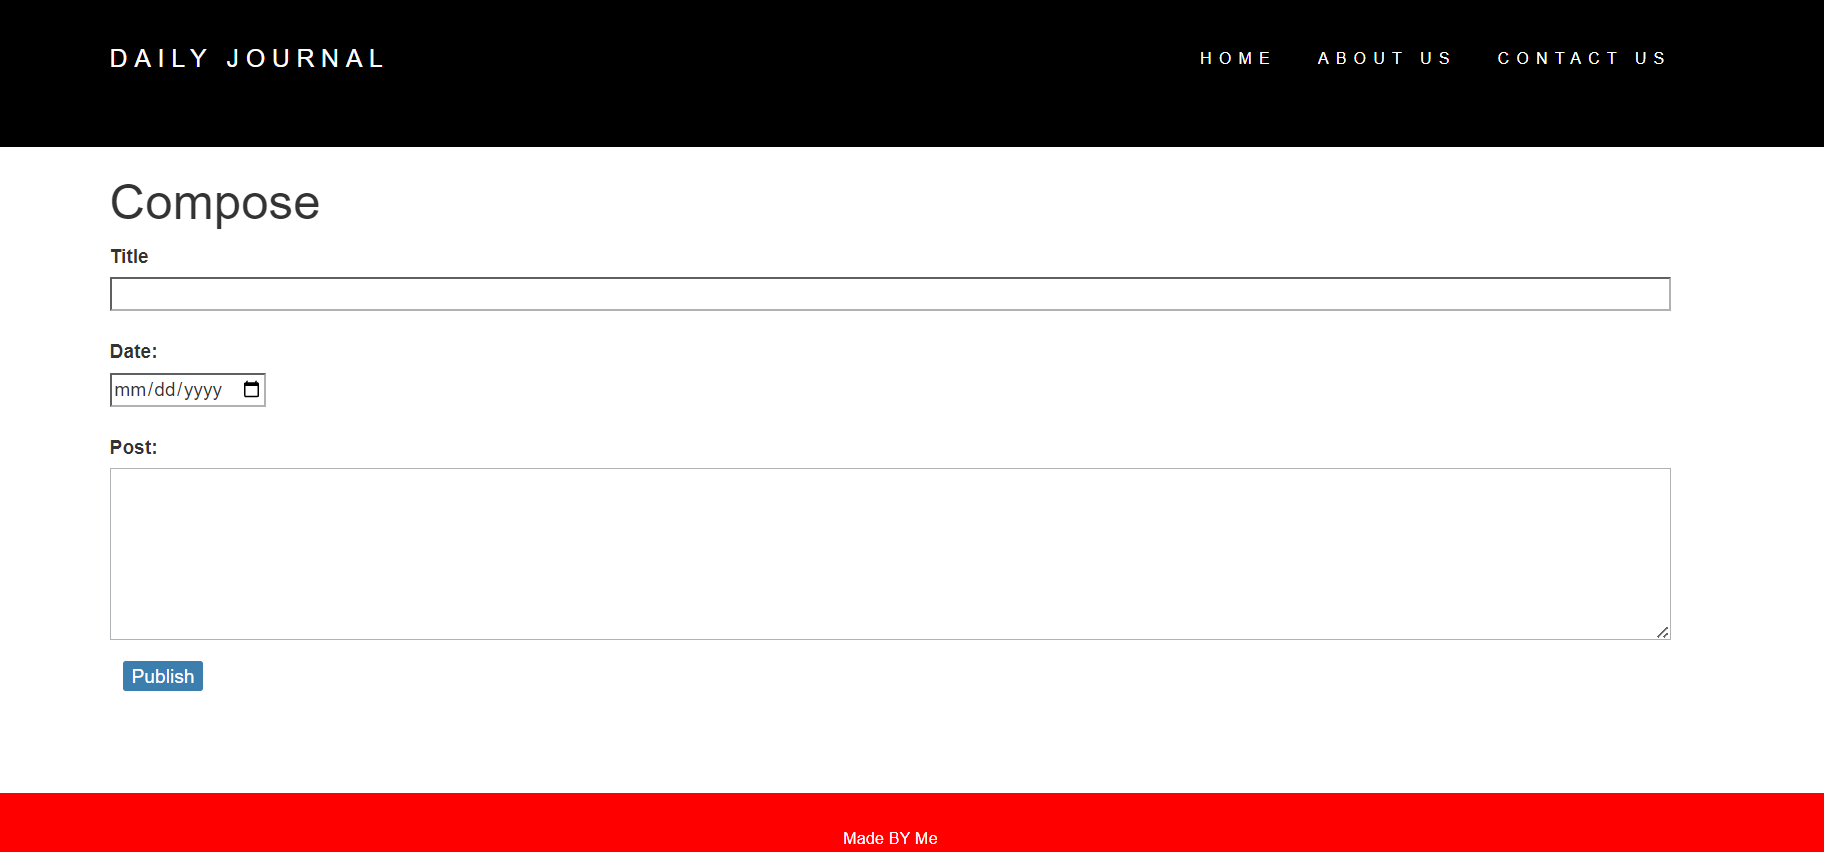 DAILY JOURNAL
HOME ABOUT US CONTACT US
Compose
Title
Date:
mm/dd/yyyy
Post:
Publish
Made BY Me